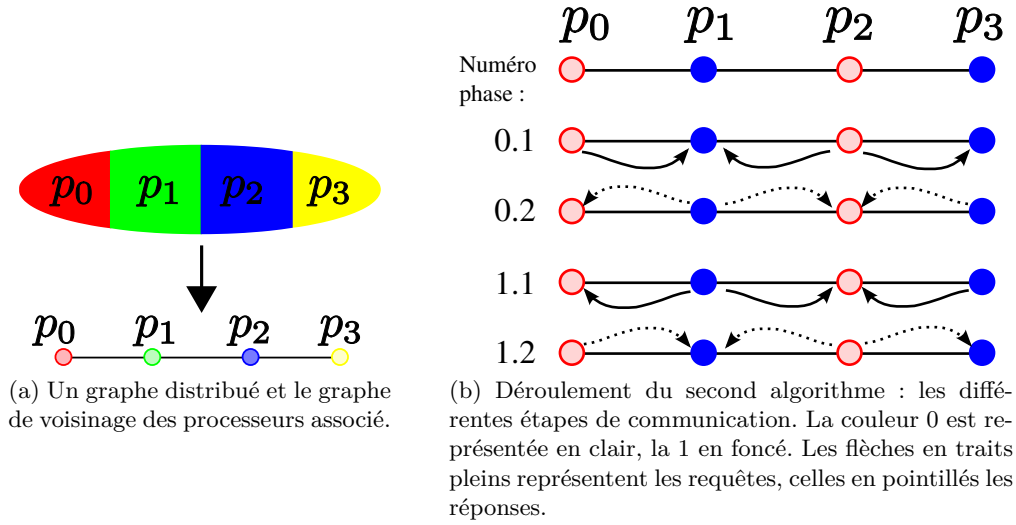 p0 p1 p2 p3
p0 p1 p2 p3
(a) Un graphe distribué et le graphe
de voisinage des processeurs associé.
p0 p1 p2 p3
Numéro
phase :
0.1
0.2
1.1
1.2
(b) Déroulement du second algorithme : les diffé-
rentes étapes de communication. La couleur 0 est re-
présentée en clair, la 1 en foncé. Les flèches en traits
pleins représentent les requêtes, celles en pointillés les
réponses.